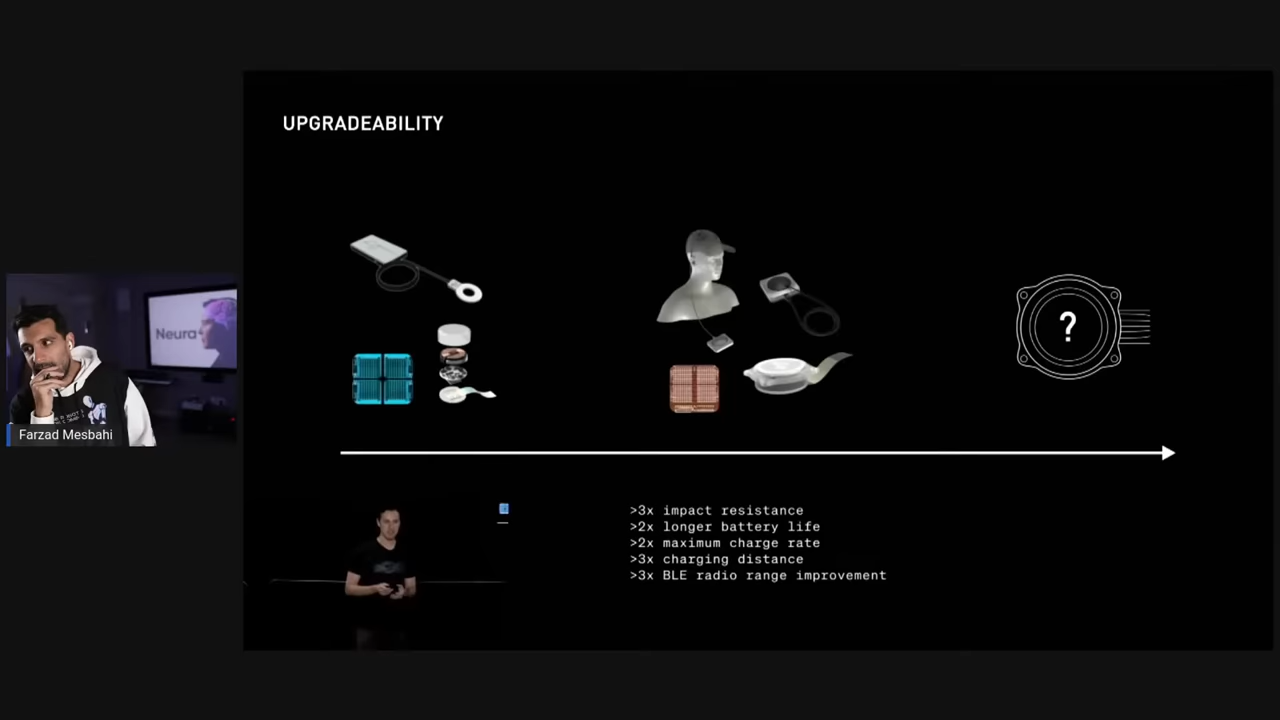 UPGRADEABILITY
?
Neura
Farzad Mesbahi
>3x impact resistance
>2x longer battery life
>2x maximum charge rate
>3x charging distance
>3x BLE radio range improvement